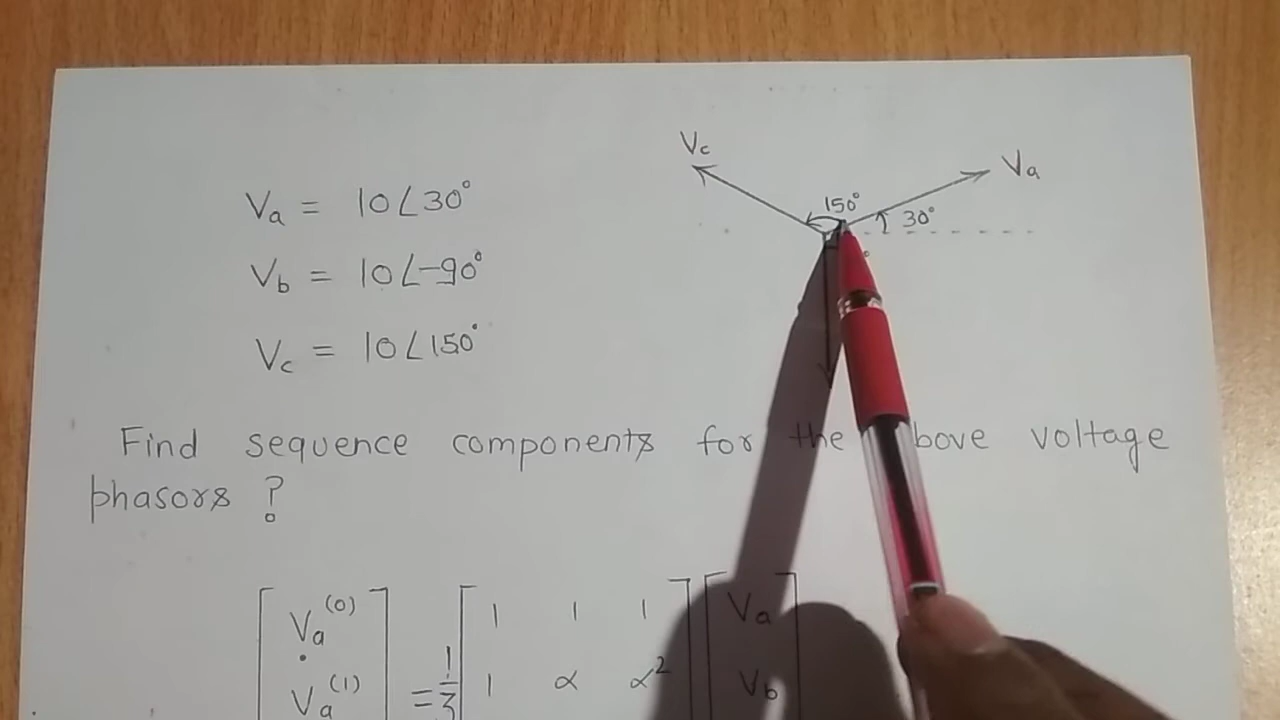 Va = 10∠30°
Vb = 10∠-90°
Vc = 10∠150°
Vc
150°
30°
Va
Find sequence components for the bove voltage
phasors ?
Va(0)
Va(1)
= 1/3
1 1 1
1 α α²
Va
Vb